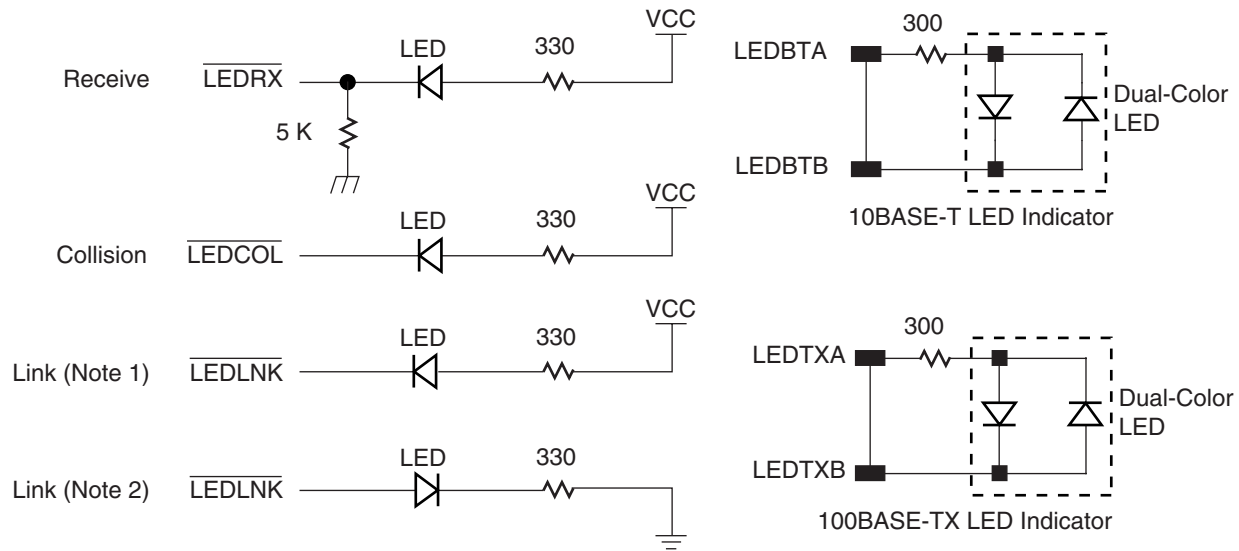 Receive LEDRX LED 330 VCC
5 K
Collision LEDCOL LED 330 VCC
Link (Note 1) LEDLNK LED 330 VCC
Link (Note 2) LEDLNK LED 330
LEDBTA 300
Dual-Color
LED
LEDBTB
10BASE-T LED Indicator
LEDTXA 300
Dual-Color
LED
LEDTXB
100BASE-TX LED Indicator